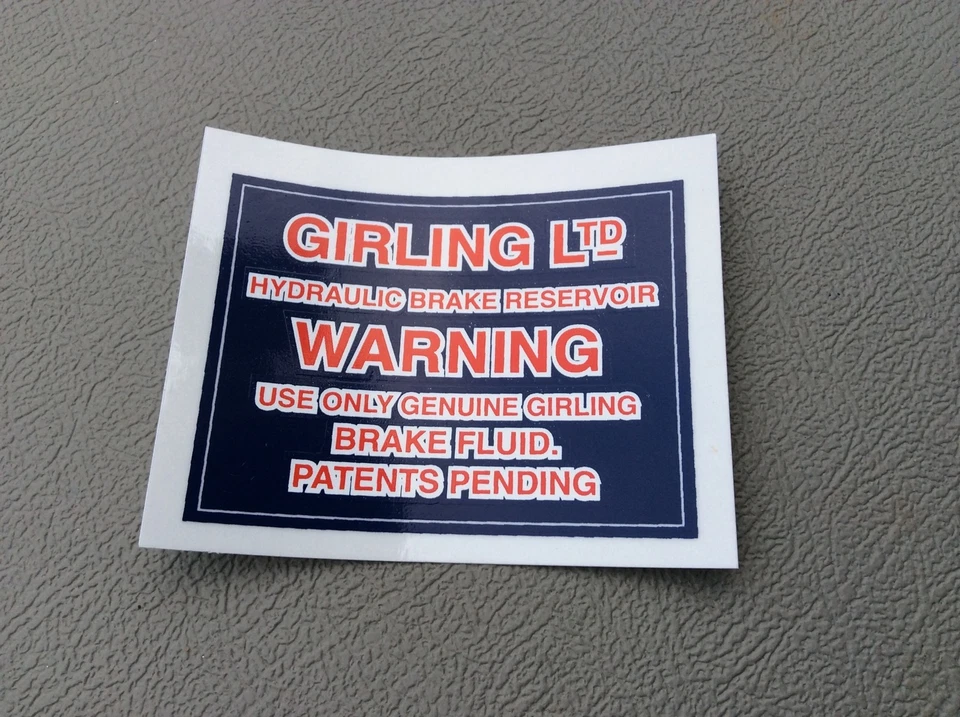 GIRLING LTD
HYDRAULIC BRAKE RESERVOIR
WARNING
USE ONLY GENUINE GIRLING
BRAKE FLUID.
PATENTS PENDING